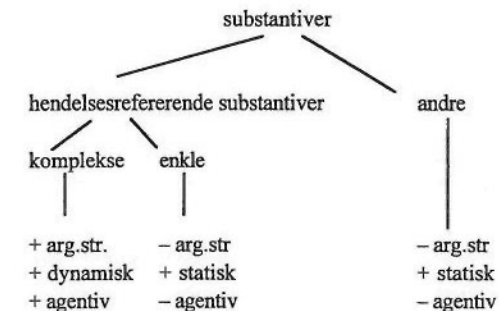 substantiver
hendelsesrefererende substantiver andre
komplekse enkle
+ arg.str. – arg.str – arg.str
+ dynamisk + statisk + statisk
+ agentiv – agentiv – agentiv